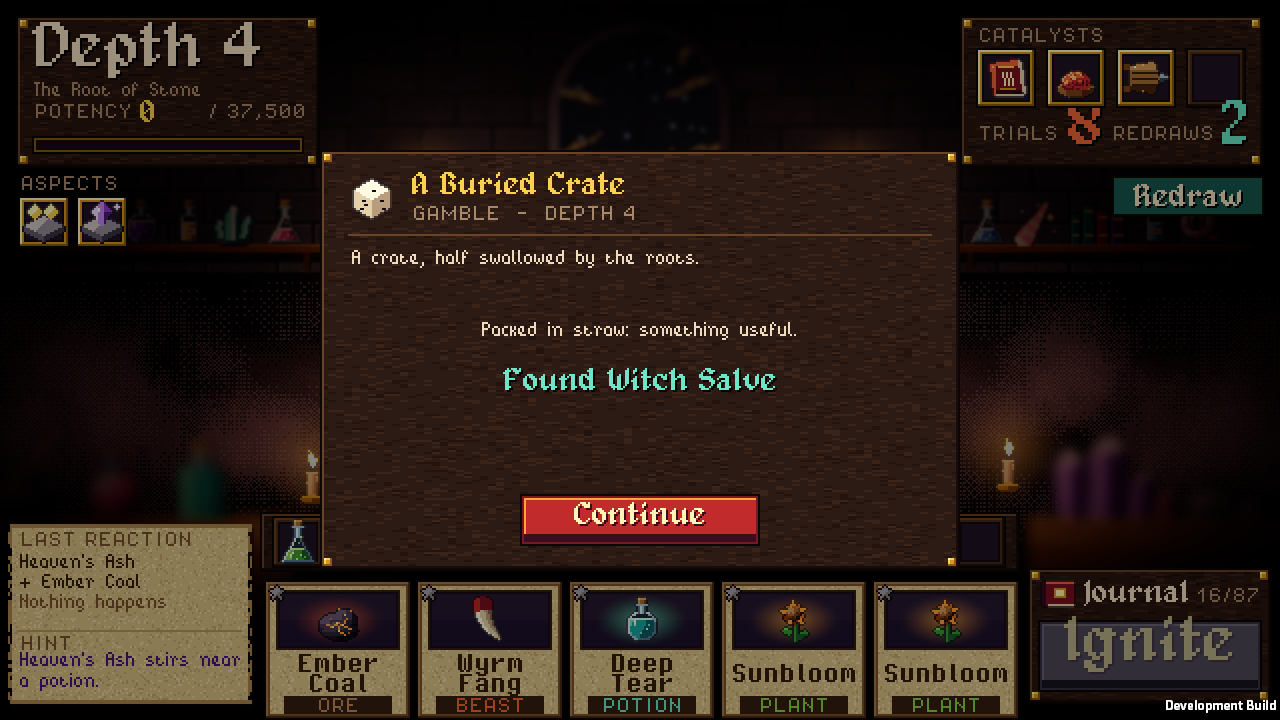 Depth 4
The Root of Stone
POTENCY 0 / 37,500
ASPECTS
CATALYSTS
TRIALS 8 REDRAWS 2
Redraw
A Buried Crate
GAMBLE - DEPTH 4
A crate, half swallowed by the roots.
Packed in straw: something useful.
Found Witch Salve
Continue
LAST REACTION
Heaven's Ash
+ Ember Coal
Nothing happens
HINT
Heaven's Ash stirs near
a potion.
Ember
Coal
ORE
Wyrm
Fang
BEAST
Deep
Tear
POTION
Sunbloom
PLANT
Sunbloom
PLANT
Journal 16/87
Ignite
Development Build